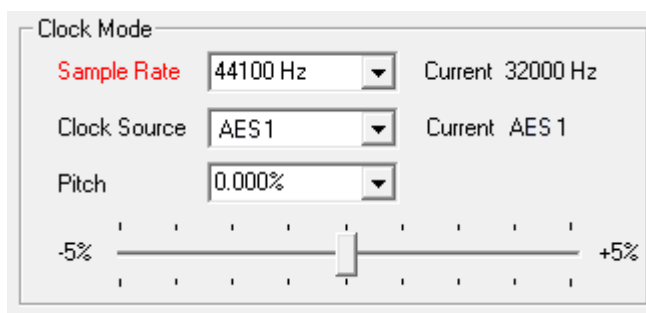 Clock Mode
Sample Rate 44100 Hz Current 32000 Hz
Clock Source AES1 Current AES1
Pitch 0.000%
-5% +5%